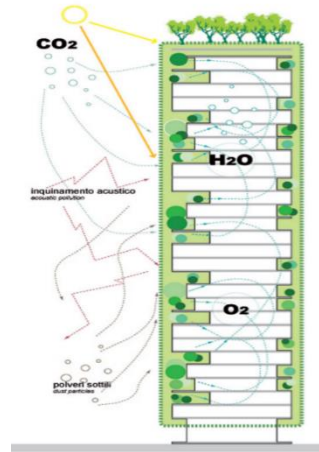 CO₂
H₂O
inquinamento acustico
acoustic pollution
O₂
polveri sottili
dust particles